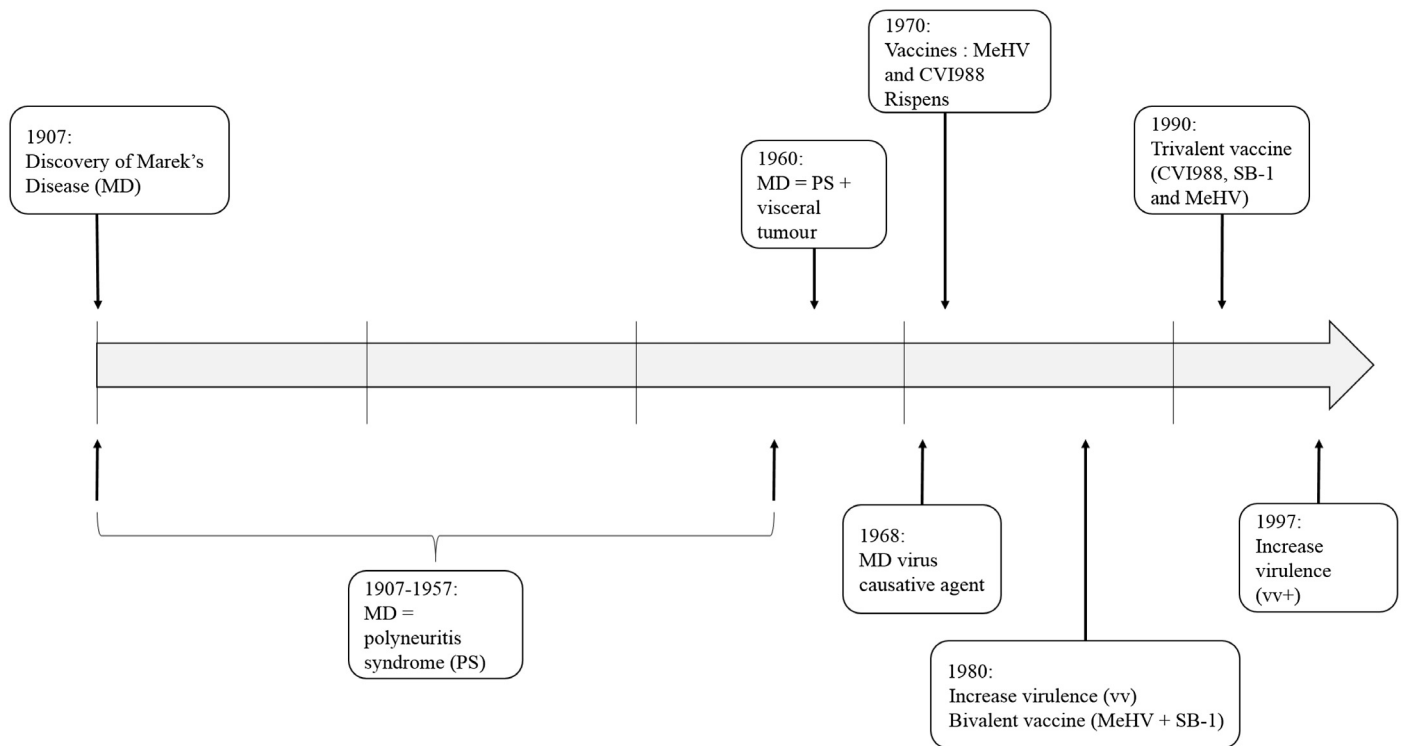 1970:
Vaccines : MeHV
and CVI988
Rispens
1907:
Discovery of Marek's
Disease (MD)
1960:
MD = PS +
visceral
tumour
1990:
Trivalent vaccine
(CVI988, SB-1
and MeHV)
1907-1957:
MD =
polyneuritis
syndrome (PS)
1968:
MD virus
causative agent
1980:
Increase virulence (vv)
Bivalent vaccine (MeHV + SB-1)
1997:
Increase
virulence
(vv+)